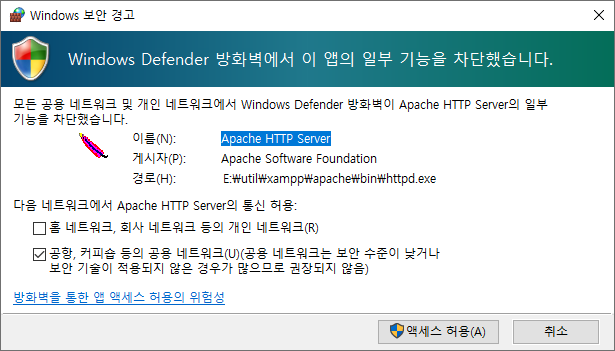 Windows 보안 경고
Windows Defender 방화벽에서 이 앱의 일부 기능을 차단했습니다.
모든 공용 네트워크 및 개인 네트워크에서 Windows Defender 방화벽이 Apache HTTP Server의 일부
기능을 차단했습니다.
이름(N): Apache HTTP Server
게시자(P): Apache Software Foundation
경로(H): E:₩util₩xampp₩apache₩bin₩httpd.exe
다음 네트워크에서 Apache HTTP Server의 통신 허용:
홈 네트워크, 회사 네트워크 등의 개인 네트워크(R)
공항, 커피숍 등의 공용 네트워크(U)(공용 네트워크는 보안 수준이 낮거나
보안 기술이 적용되지 않은 경우가 많으므로 권장되지 않음)
방화벽을 통한 앱 액세스 허용의 위험성
액세스 허용(A)
취소